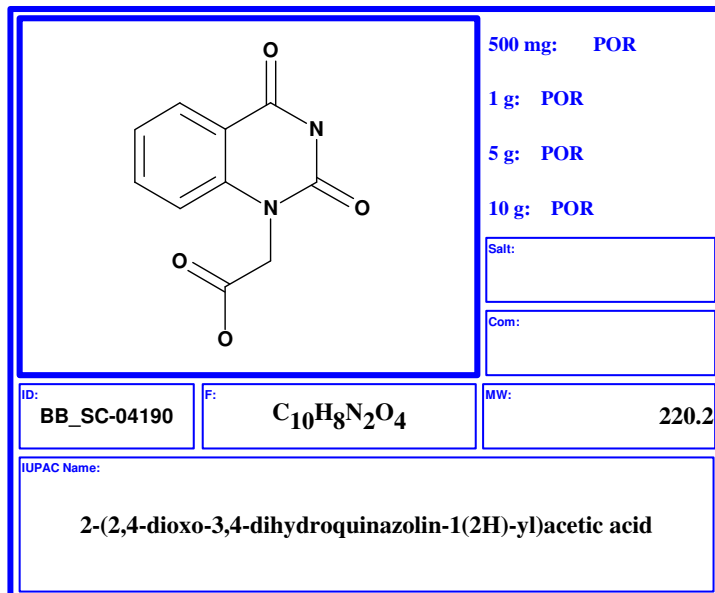 O
N
O
N
O
O
O
500 mg: POR
1 g: POR
5 g: POR
10 g: POR
Salt:
Com:
ID:
BB_SC-04190
F:
C10H8N2O4
MW:
220.2
IUPAC Name:
2-(2,4-dioxo-3,4-dihydroquinazolin-1(2H)-yl)acetic acid